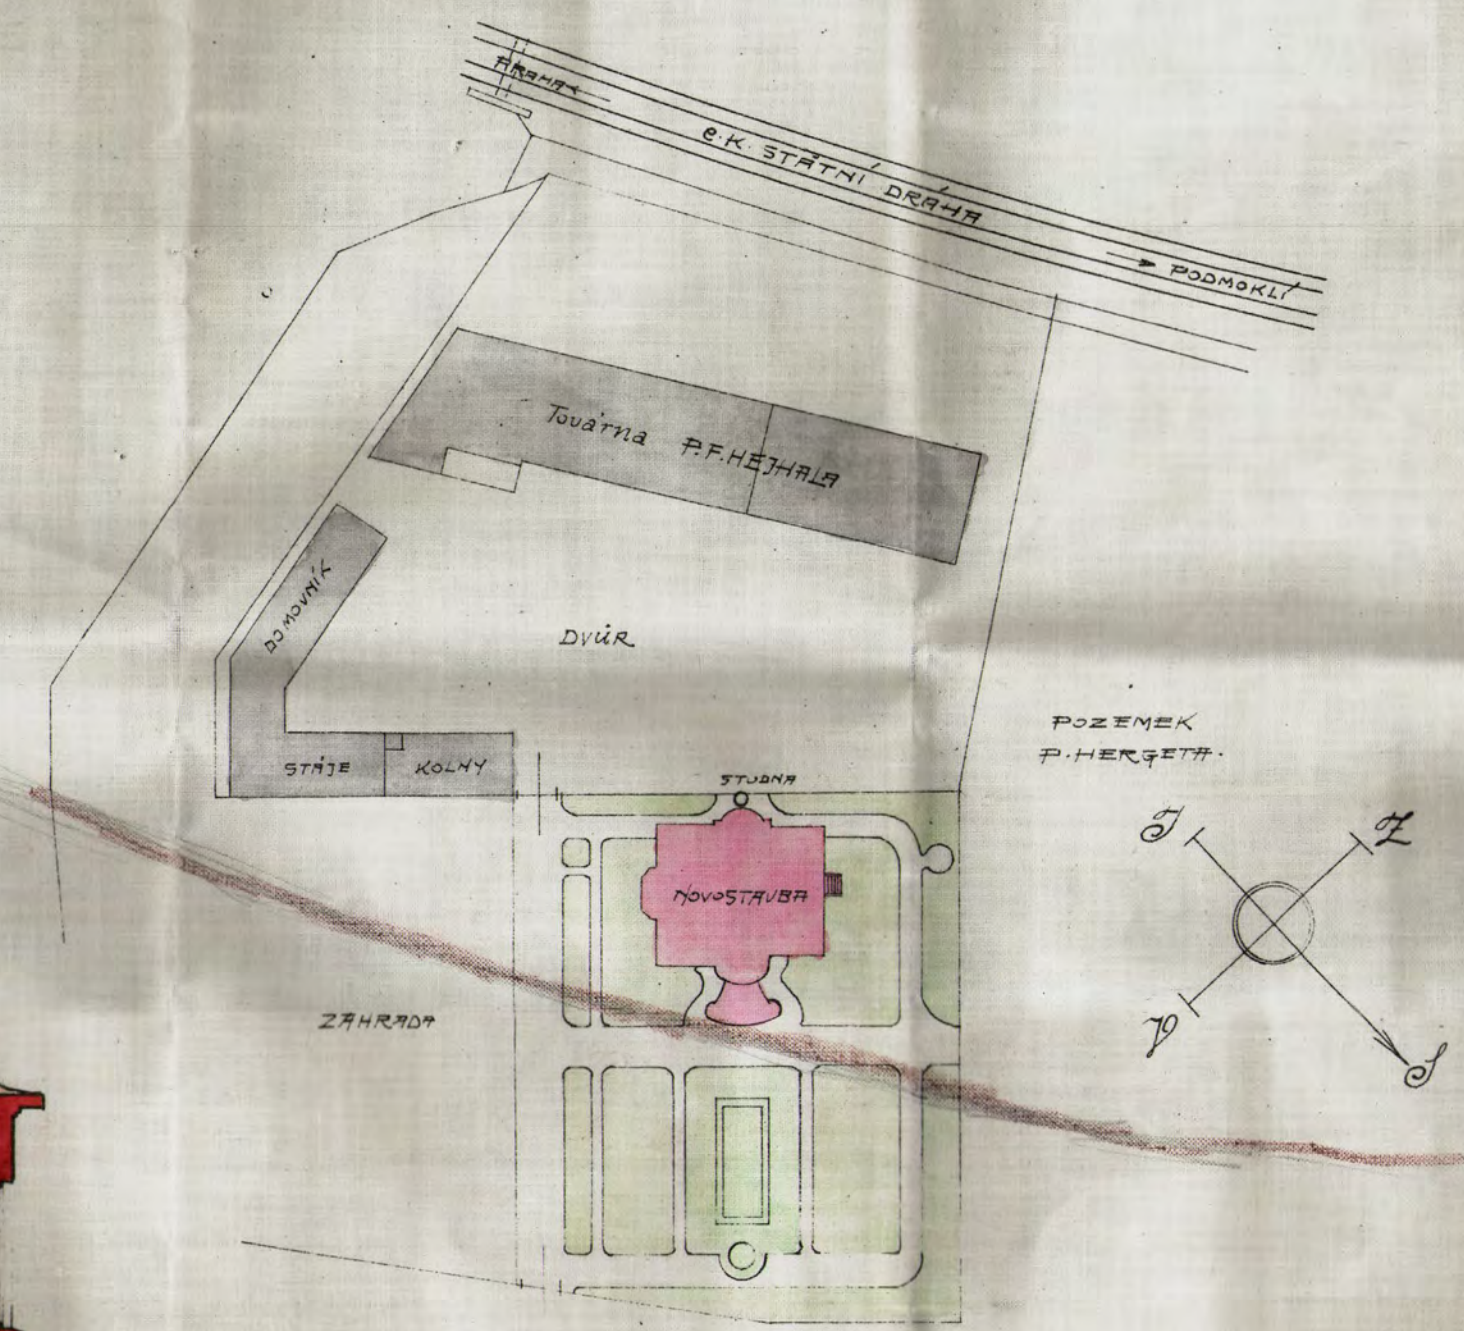 PRAHA
C.K. STÁTNÍ DRÁHA
PODMOKLÍ
Továrna P.F.HEJHALA
DOMOVNÍK
DVŮR
STÁJE
KOLNY
STUDNA
POZEMEK
P. HERGETA.
NOVOSTAVBA
ZAHRADA
J
Z
V
S